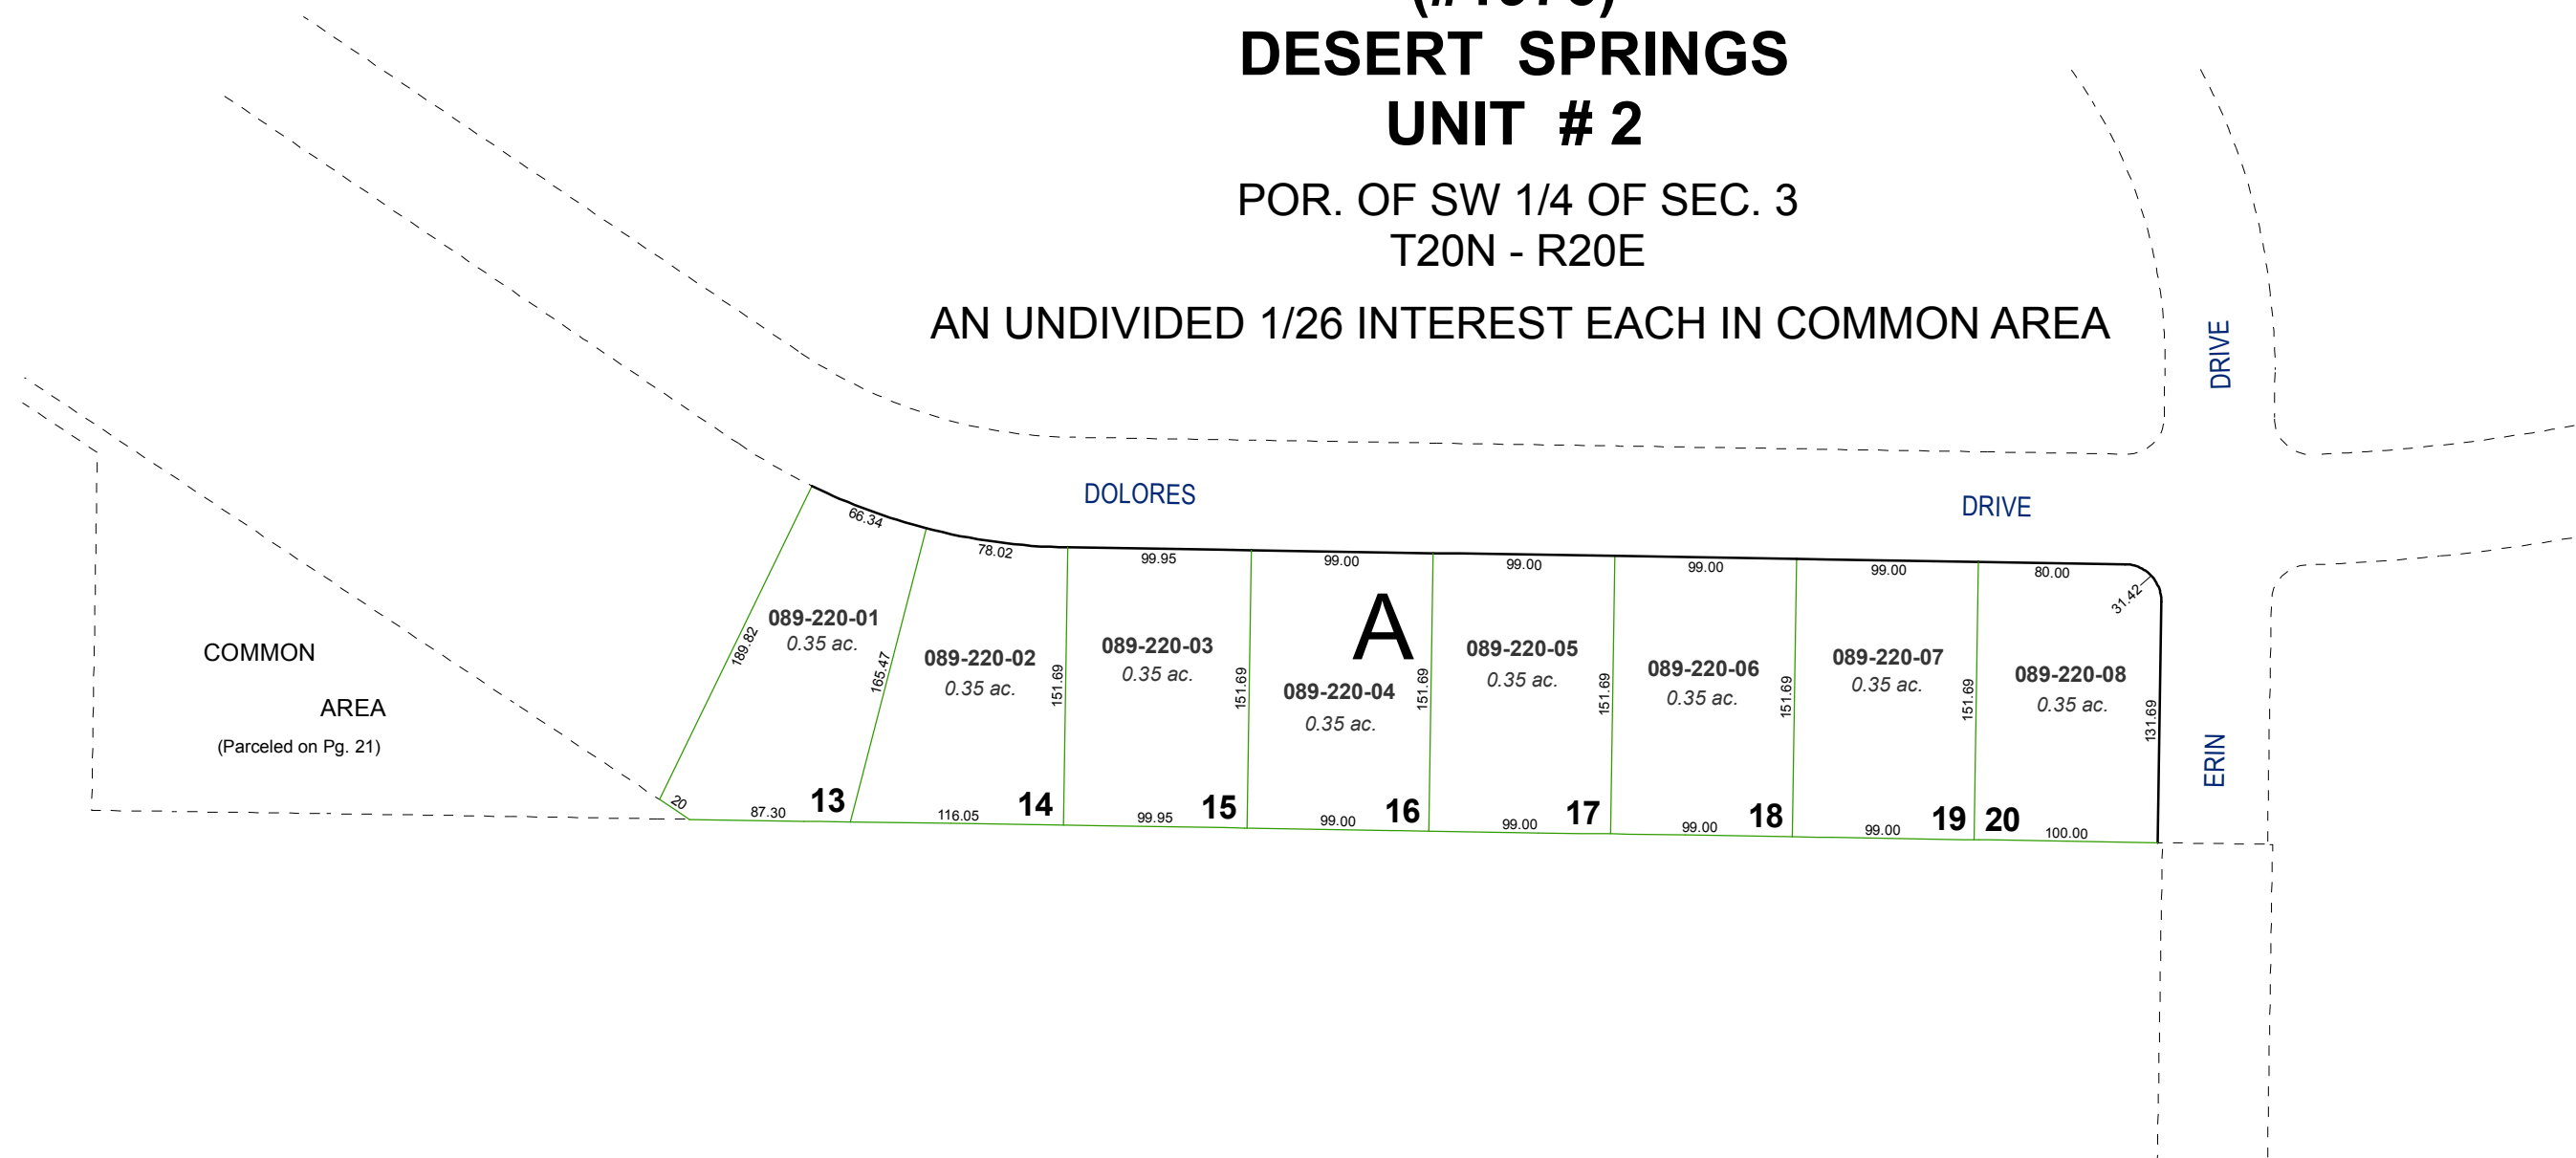 DESERT SPRINGS
UNIT # 2
POR. OF SW 1/4 OF SEC. 3
T20N - R20E
AN UNDIVIDED 1/26 INTEREST EACH IN COMMON AREA
DRIVE
DOLORES
DRIVE
66.34
78.02
99.95
99.00
99.00
99.00
99.00
80.00
31.42
A
089-220-01
0.35 ac.
089-220-02
0.35 ac.
089-220-03
0.35 ac.
089-220-04
0.35 ac.
089-220-05
0.35 ac.
089-220-06
0.35 ac.
089-220-07
0.35 ac.
089-220-08
0.35 ac.
189.82
165.47
151.69
151.69
151.69
151.69
151.69
151.69
131.69
COMMON
AREA
(Parceled on Pg. 21)
ERIN
20
87.30
13
116.05
14
99.95
15
99.00
16
99.00
17
99.00
18
99.00
19
20
100.00